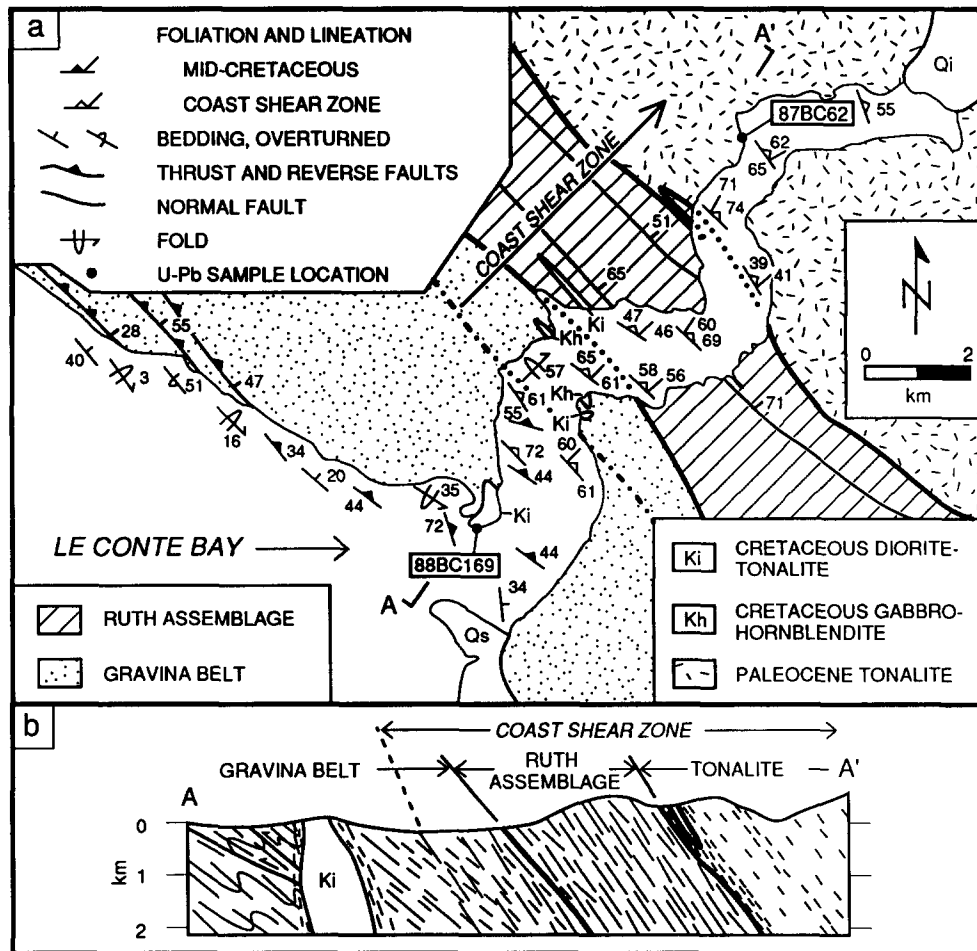 a
FOLIATION AND LINEATION
MID-CRETACEOUS
COAST SHEAR ZONE
BEDDING, OVERTURNED
THRUST AND REVERSE FAULTS
NORMAL FAULT
FOLD
U-Pb SAMPLE LOCATION
A'
Qi
87BC62
55
62
65
71
74
COAST SHEAR ZONE
51
65
39
41
N
0 2
km
28
55
40
3
51
47
16
34
20
44
35
72
Kh
Ki
47
46
60
69
57
65
61
58
56
61
Kh
55
Ki
72
60
44
61
71
Ki
LE CONTE BAY
88BC169
44
34
A
Qs
RUTH ASSEMBLAGE
GRAVINA BELT
Ki CRETACEOUS DIORITE-
TONALITE
Kh CRETACEOUS GABBRO-
HORNBLENDITE
PALEOCENE TONALITE
b
COAST SHEAR ZONE
GRAVINA BELT
RUTH
ASSEMBLAGE
TONALITE
A
A'
0
km
1
2
Ki